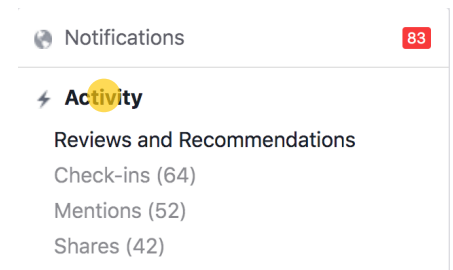 Notifications 83
Activity
Reviews and Recommendations
Check-ins (64)
Mentions (52)
Shares (42)